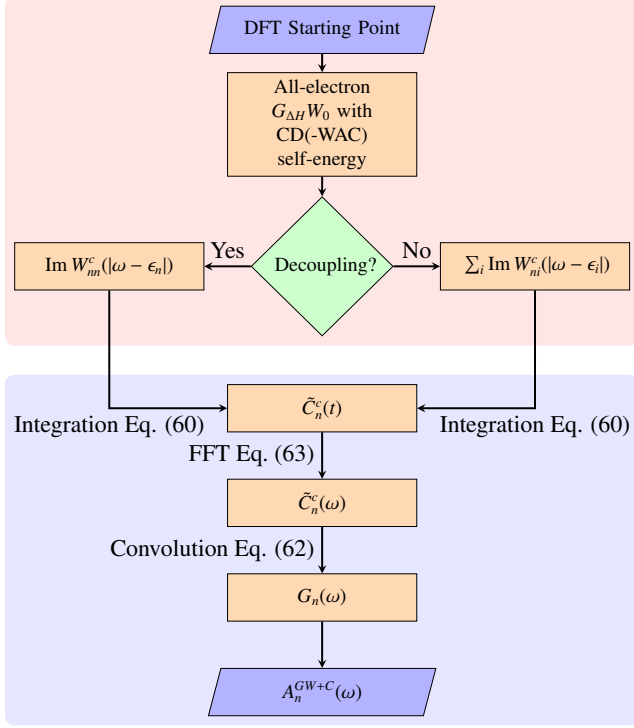 DFT Starting Point
All-electron
G_{ΔH}W_0 with
CD(-WAC)
self-energy
Decoupling?
Yes
No
Im W^c_{nn}(|ω − ϵ_n|)
∑_i Im W^c_{ni}(|ω − ϵ_i|)
C̃^c_n(t)
Integration Eq. (60)
Integration Eq. (60)
FFT Eq. (63)
C̃^c_n(ω)
Convolution Eq. (62)
G_n(ω)
A^{GW+C}_n(ω)